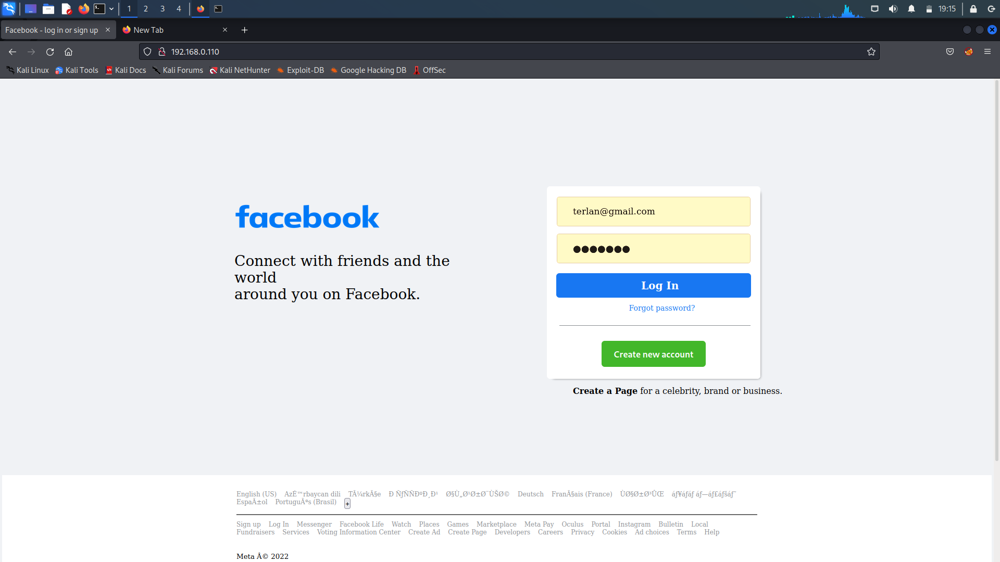 1 2 3 4 19:15
Facebook - log in or sign up New Tab
192.168.0.110
Kali Linux Kali Tools Kali Docs Kali Forums Kali NetHunter Exploit-DB Google Hacking DB OffSec
facebook
Connect with friends and the
world
around you on Facebook.
terlan@gmail.com
Log In
Forgot password?
Create new account
Create a Page for a celebrity, brand or business.
English (US) AzÉ™rbaycan dili TÃ¼rkÃ§e Ð ÑƒÑÑÐºÐ¸Ð¹ Ø§Ù„Ø¹Ø±Ø¨ÙŠØ© Deutsch FranÃ§ais (France) ÙØ§Ø±Ø³ÛŒ áƒ¥áƒáƒ áƒ—áƒ£áƒšáƒ˜
EspaÃ±ol PortuguÃªs (Brasil) +
Sign up Log In Messenger Facebook Life Watch Places Games Marketplace Meta Pay Oculus Portal Instagram Bulletin Local
Fundraisers Services Voting Information Center Create Ad Create Page Developers Careers Privacy Cookies Ad choices Terms Help
Meta Â© 2022